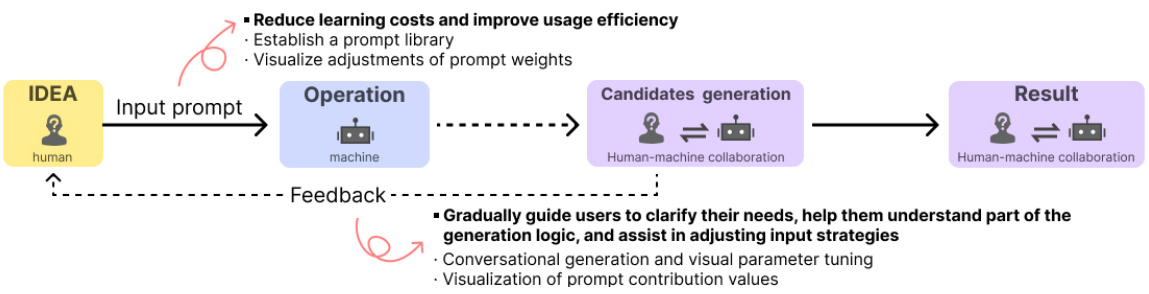 ▪ Reduce learning costs and improve usage efficiency
· Establish a prompt library
· Visualize adjustments of prompt weights
IDEA
human
Input prompt
Operation
machine
Candidates generation
Human-machine collaboration
Result
Human-machine collaboration
Feedback
▪ Gradually guide users to clarify their needs, help them understand part of the
generation logic, and assist in adjusting input strategies
· Conversational generation and visual parameter tuning
· Visualization of prompt contribution values